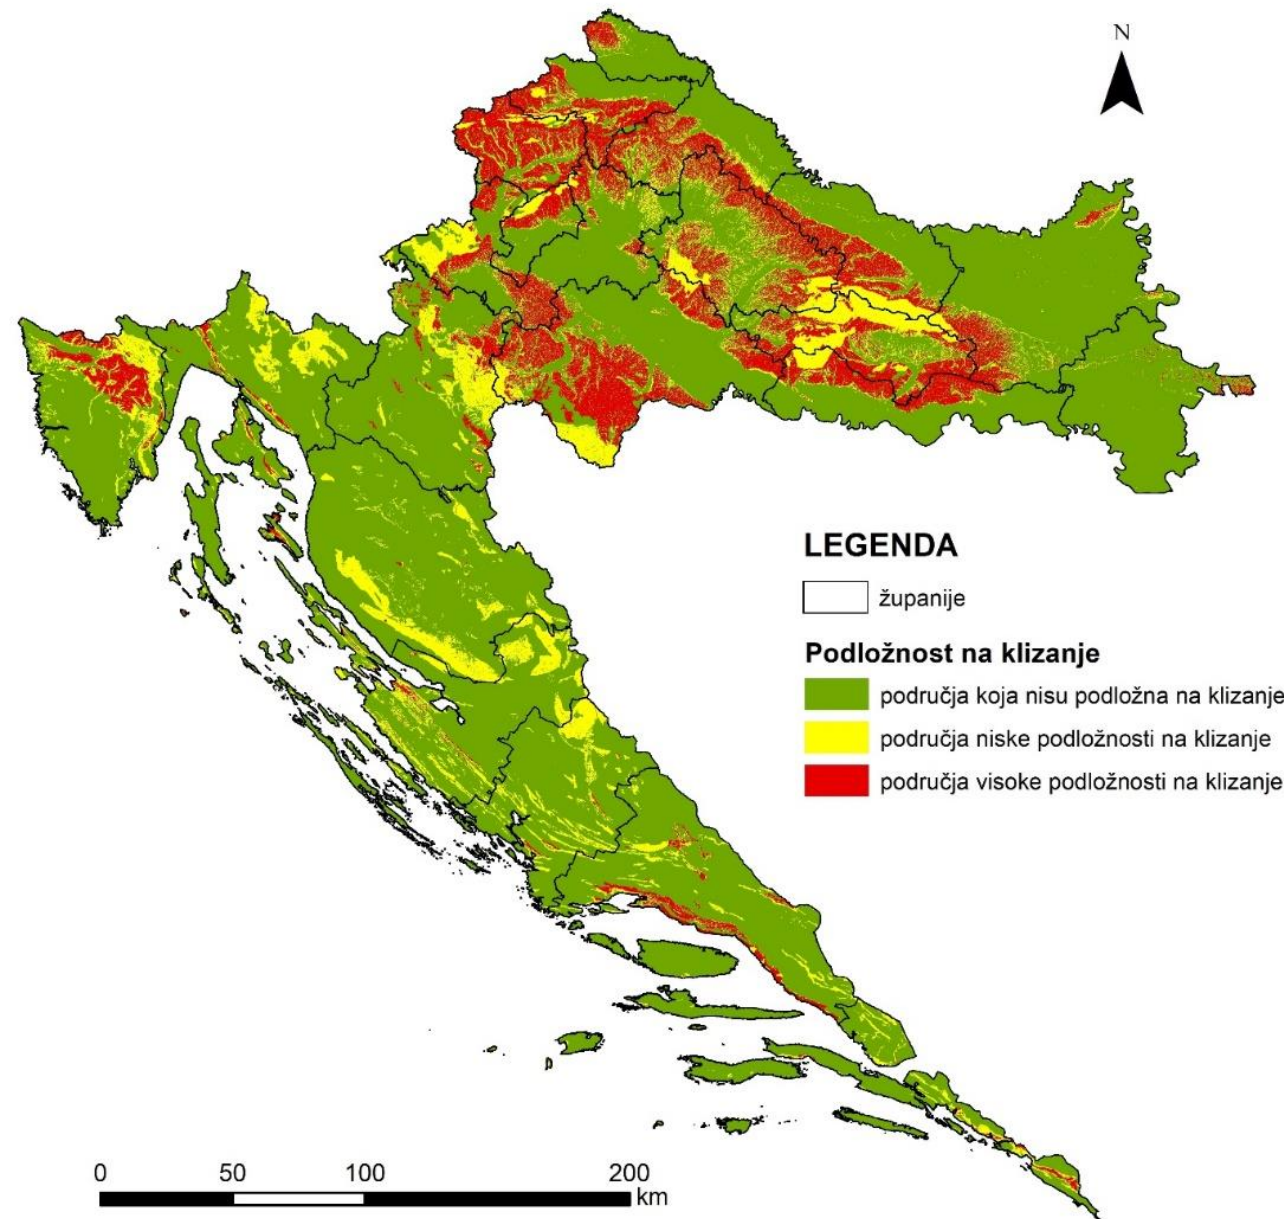 N
LEGENDA
županije
Podložnost na klizanje
područja koja nisu podložna na klizanje
područja niske podložnosti na klizanje
područja visoke podložnosti na klizanje
0 50 100 200
km